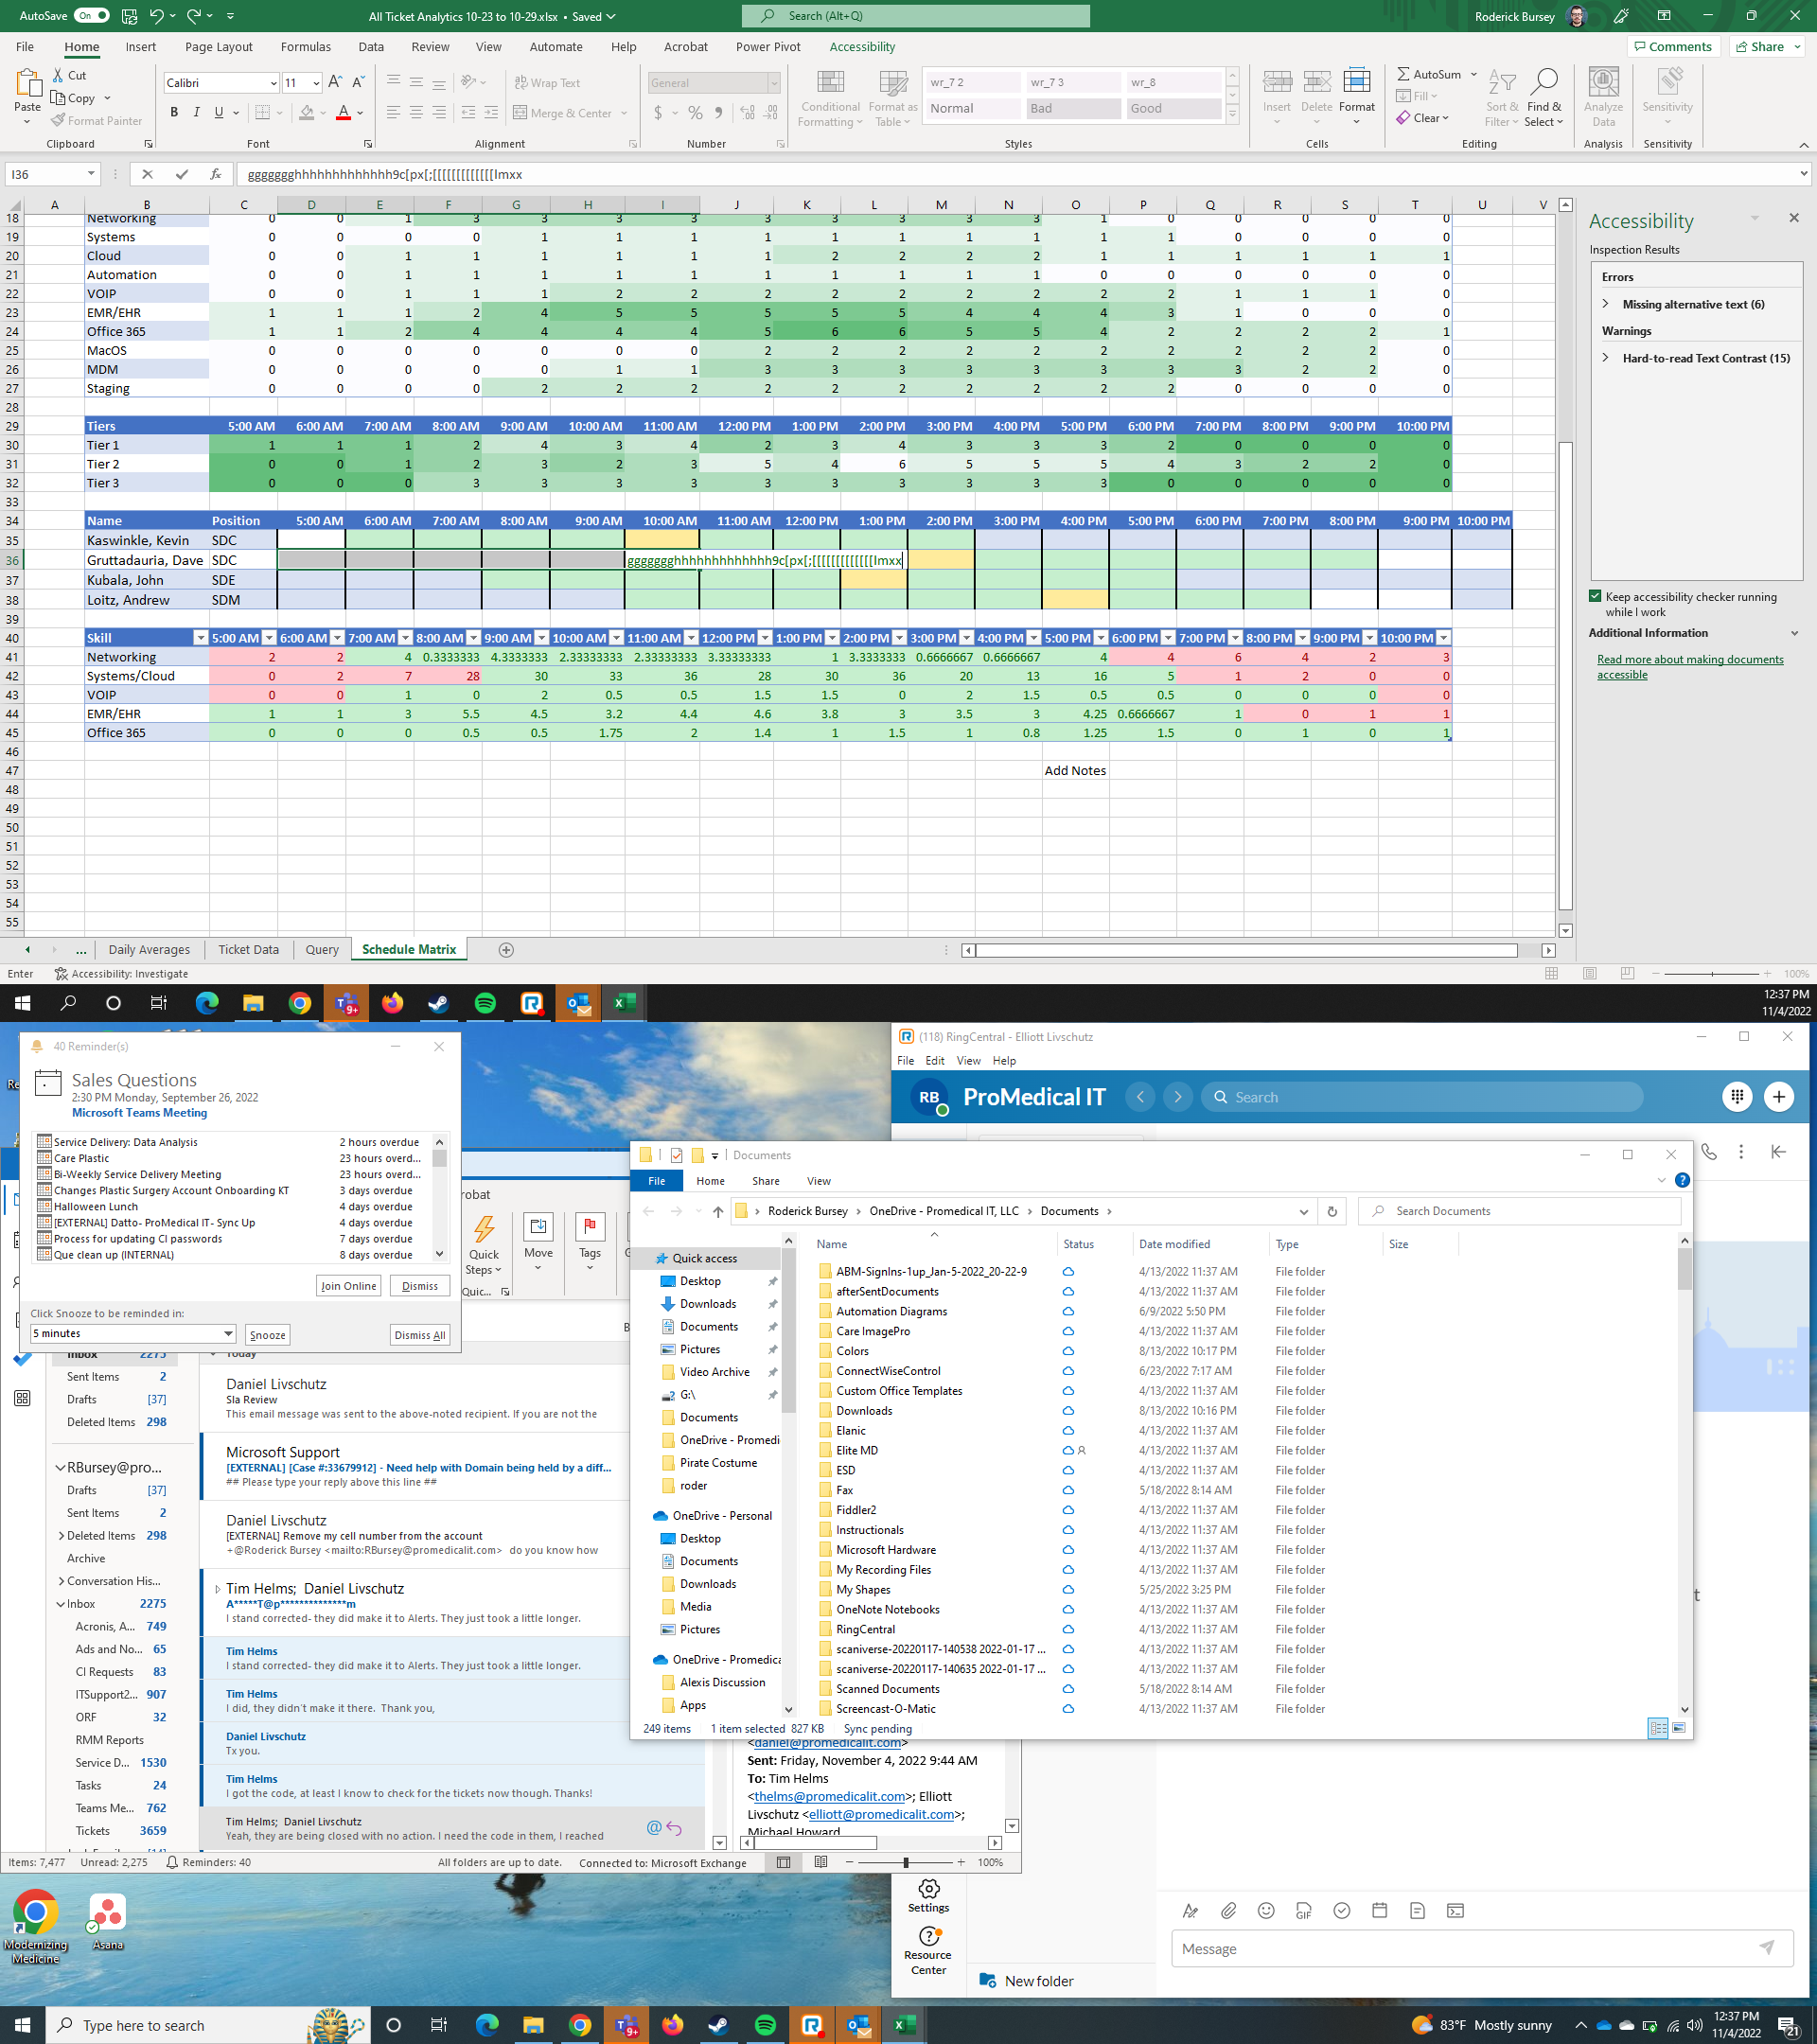 AutoSave On All Ticket Analytics 10-23 to 10-29.xlsx • Saved Search (Alt+Q) Roderick Bursey
File Home Insert Page Layout Formulas Data Review View Automate Help Acrobat Power Pivot Accessibility Comments Share
Paste Cut Copy Format Painter Calibri 11 B I U Wrap Text Merge & Center General $ % Conditional Formatting Format as Table wr_7 2 wr_7 3 wr_8 Normal Bad Good Insert Delete Format AutoSum Fill Clear Sort & Filter Find & Select Analyze Data Sensitivity
Clipboard Font Alignment Number Styles Cells Editing Analysis Sensitivity
I36 fx ggggggghhhhhhhhhhhhh9c[px[;[[[[[[[[[[[[[Imxx
A B C D E F G H I J K L M N O P Q R S T U V
18 Networking 0 0 1 3 3 3 3 3 3 3 3 3 1 0 0 0 0 0
19 Systems 0 0 0 0 1 1 1 1 1 1 1 1 1 1 0 0 0 0
20 Cloud 0 0 1 1 1 1 1 1 2 2 2 2 1 1 1 1 1 1
21 Automation 0 0 1 1 1 1 1 1 1 1 1 1 0 0 0 0 0 0
22 VOIP 0 0 1 1 1 2 2 2 2 2 2 2 2 2 1 1 1 0
23 EMR/EHR 1 1 1 2 4 5 5 5 5 5 4 4 4 3 1 0 0 0
24 Office 365 1 1 2 4 4 4 4 5 6 6 5 5 4 2 2 2 2 1
25 MacOS 0 0 0 0 0 0 0 2 2 2 2 2 2 2 2 2 2 0
26 MDM 0 0 0 0 0 1 1 3 3 3 3 3 3 3 3 2 2 0
27 Staging 0 0 0 0 2 2 2 2 2 2 2 2 2 2 0 0 0 0
28
29 Tiers 5:00 AM 6:00 AM 7:00 AM 8:00 AM 9:00 AM 10:00 AM 11:00 AM 12:00 PM 1:00 PM 2:00 PM 3:00 PM 4:00 PM 5:00 PM 6:00 PM 7:00 PM 8:00 PM 9:00 PM 10:00 PM
30 Tier 1 1 1 1 2 4 3 4 2 3 4 3 3 3 2 0 0 0 0
31 Tier 2 0 0 1 2 3 2 3 5 4 6 5 5 5 4 3 2 2 0
32 Tier 3 0 0 0 3 3 3 3 3 3 3 3 3 3 0 0 0 0 0
33
34 Name Position 5:00 AM 6:00 AM 7:00 AM 8:00 AM 9:00 AM 10:00 AM 11:00 AM 12:00 PM 1:00 PM 2:00 PM 3:00 PM 4:00 PM 5:00 PM 6:00 PM 7:00 PM 8:00 PM 9:00 PM 10:00 PM
35 Kaswinkle, Kevin SDC
36 Gruttadauria, Dave SDC ggggggghhhhhhhhhhhhh9c[px[;[[[[[[[[[[[[[Imxx
37 Kubala, John SDE
38 Loitz, Andrew SDM
39
40 Skill 5:00 AM 6:00 AM 7:00 AM 8:00 AM 9:00 AM 10:00 AM 11:00 AM 12:00 PM 1:00 PM 2:00 PM 3:00 PM 4:00 PM 5:00 PM 6:00 PM 7:00 PM 8:00 PM 9:00 PM 10:00 PM
41 Networking 2 2 4 0.3333333 4.3333333 2.33333333 2.33333333 3.33333333 1 3.3333333 0.6666667 0.6666667 4 4 6 4 2 3
42 Systems/Cloud 0 2 7 28 30 33 36 28 30 36 20 13 16 5 1 2 0 0
43 VOIP 0 0 1 0 2 0.5 0.5 1.5 1.5 0 2 1.5 0.5 0.5 0 0 0 0
44 EMR/EHR 1 1 3 5.5 4.5 3.2 4.4 4.6 3.8 3 3.5 3 4.25 0.6666667 1 0 1 1
45 Office 365 0 0 0 0.5 0.5 1.75 2 1.4 1 1.5 1 0.8 1.25 1.5 0 1 0 1
46
47 Add Notes
48
49
50
51
52
53
54
55
Accessibility
Inspection Results
Errors
Missing alternative text (6)
Warnings
Hard-to-read Text Contrast (15)
Keep accessibility checker running
while I work
Additional Information
Read more about making documents
accessible
... Daily Averages Ticket Data Query Schedule Matrix
Enter Accessibility: Investigate 100%
12:37 PM
11/4/2022
40 Reminder(s)
Sales Questions
2:30 PM Monday, September 26, 2022
Microsoft Teams Meeting
Service Delivery: Data Analysis 2 hours overdue
Care Plastic 23 hours overd...
Bi-Weekly Service Delivery Meeting 23 hours overd...
Changes Plastic Surgery Account Onboarding KT 3 days overdue
Halloween Lunch 4 days overdue
[EXTERNAL] Datto- ProMedical IT- Sync Up 4 days overdue
Process for updating CI passwords 7 days overdue
Que clean up (INTERNAL) 8 days overdue
Join Online Dismiss
Click Snooze to be reminded in:
5 minutes Snooze Dismiss All
robat
Quick Steps Move Tags
Quic...
Inbox 2275
Sent Items 2
Drafts [37]
Deleted Items 298
RBursey@pro...
Drafts [37]
Sent Items 2
Deleted Items 298
Archive
Conversation His...
Inbox 2275
Acronis, A... 749
Ads and No... 65
CI Requests 83
ITSupport2... 907
ORF 32
RMM Reports
Service D... 1530
Tasks 24
Teams Me... 762
Tickets 3659
Today
Daniel Livschutz
Sla Review
This email message was sent to the above-noted recipient. If you are not the
Microsoft Support
[EXTERNAL] [Case #:33679912] - Need help with Domain being held by a diff...
## Please type your reply above this line ##
Daniel Livschutz
[EXTERNAL] Remove my cell number from the account
+@Roderick Bursey <mailto:RBursey@promedicalit.com> do you know how
Tim Helms; Daniel Livschutz
A*****T@p**************m
I stand corrected- they did make it to Alerts. They just took a little longer.
Tim Helms
I stand corrected- they did make it to Alerts. They just took a little longer.
Tim Helms
I did, they didn't make it there. Thank you,
Daniel Livschutz
Tx you.
Tim Helms
I got the code, at least I know to check for the tickets now though. Thanks!
Tim Helms; Daniel Livschutz
Yeah, they are being closed with no action. I need the code in them, I reached
<daniel@promedicalit.com>
Sent: Friday, November 4, 2022 9:44 AM
To: Tim Helms
<thelms@promedicalit.com>; Elliott
Livschutz <elliott@promedicalit.com>;
Michael Howard
Items: 7,477 Unread: 2,275 Reminders: 40 All folders are up to date. Connected to: Microsoft Exchange 100%
(118) RingCentral - Elliott Livschutz
File Edit View Help
RB ProMedical IT Search
Documents
File Home Share View
Roderick Bursey OneDrive - Promedical IT, LLC Documents Search Documents
Quick access
Desktop
Downloads
Documents
Pictures
Video Archive
G:\
Documents
OneDrive - Promedi
Pirate Costume
roder
OneDrive - Personal
Desktop
Documents
Downloads
Media
Pictures
OneDrive - Promedica
Alexis Discussion
Apps
Name Status Date modified Type Size
ABM-SignIns-1up_Jan-5-2022_20-22-9 4/13/2022 11:37 AM File folder
afterSentDocuments 4/13/2022 11:37 AM File folder
Automation Diagrams 6/9/2022 5:50 PM File folder
Care ImagePro 4/13/2022 11:37 AM File folder
Colors 8/13/2022 10:17 PM File folder
ConnectWiseControl 6/23/2022 7:17 AM File folder
Custom Office Templates 4/13/2022 11:37 AM File folder
Downloads 8/13/2022 10:16 PM File folder
Elanic 4/13/2022 11:37 AM File folder
Elite MD 4/13/2022 11:37 AM File folder
ESD 4/13/2022 11:37 AM File folder
Fax 5/18/2022 8:14 AM File folder
Fiddler2 4/13/2022 11:37 AM File folder
Instructionals 4/13/2022 11:37 AM File folder
Microsoft Hardware 4/13/2022 11:37 AM File folder
My Recording Files 4/13/2022 11:37 AM File folder
My Shapes 5/25/2022 3:25 PM File folder
OneNote Notebooks 4/13/2022 11:37 AM File folder
RingCentral 4/13/2022 11:37 AM File folder
scaniverse-20220117-140538 2022-01-17 ... 4/13/2022 11:37 AM File folder
scaniverse-20220117-140635 2022-01-17 ... 4/13/2022 11:37 AM File folder
Scanned Documents 5/18/2022 8:14 AM File folder
Screencast-O-Matic 4/13/2022 11:37 AM File folder
249 items 1 item selected 827 KB Sync pending
Settings
Resource
Center
New folder
GIF
Message
Modernizing
Medicine
Asana
Type here to search
83°F Mostly sunny
12:37 PM
11/4/2022
21